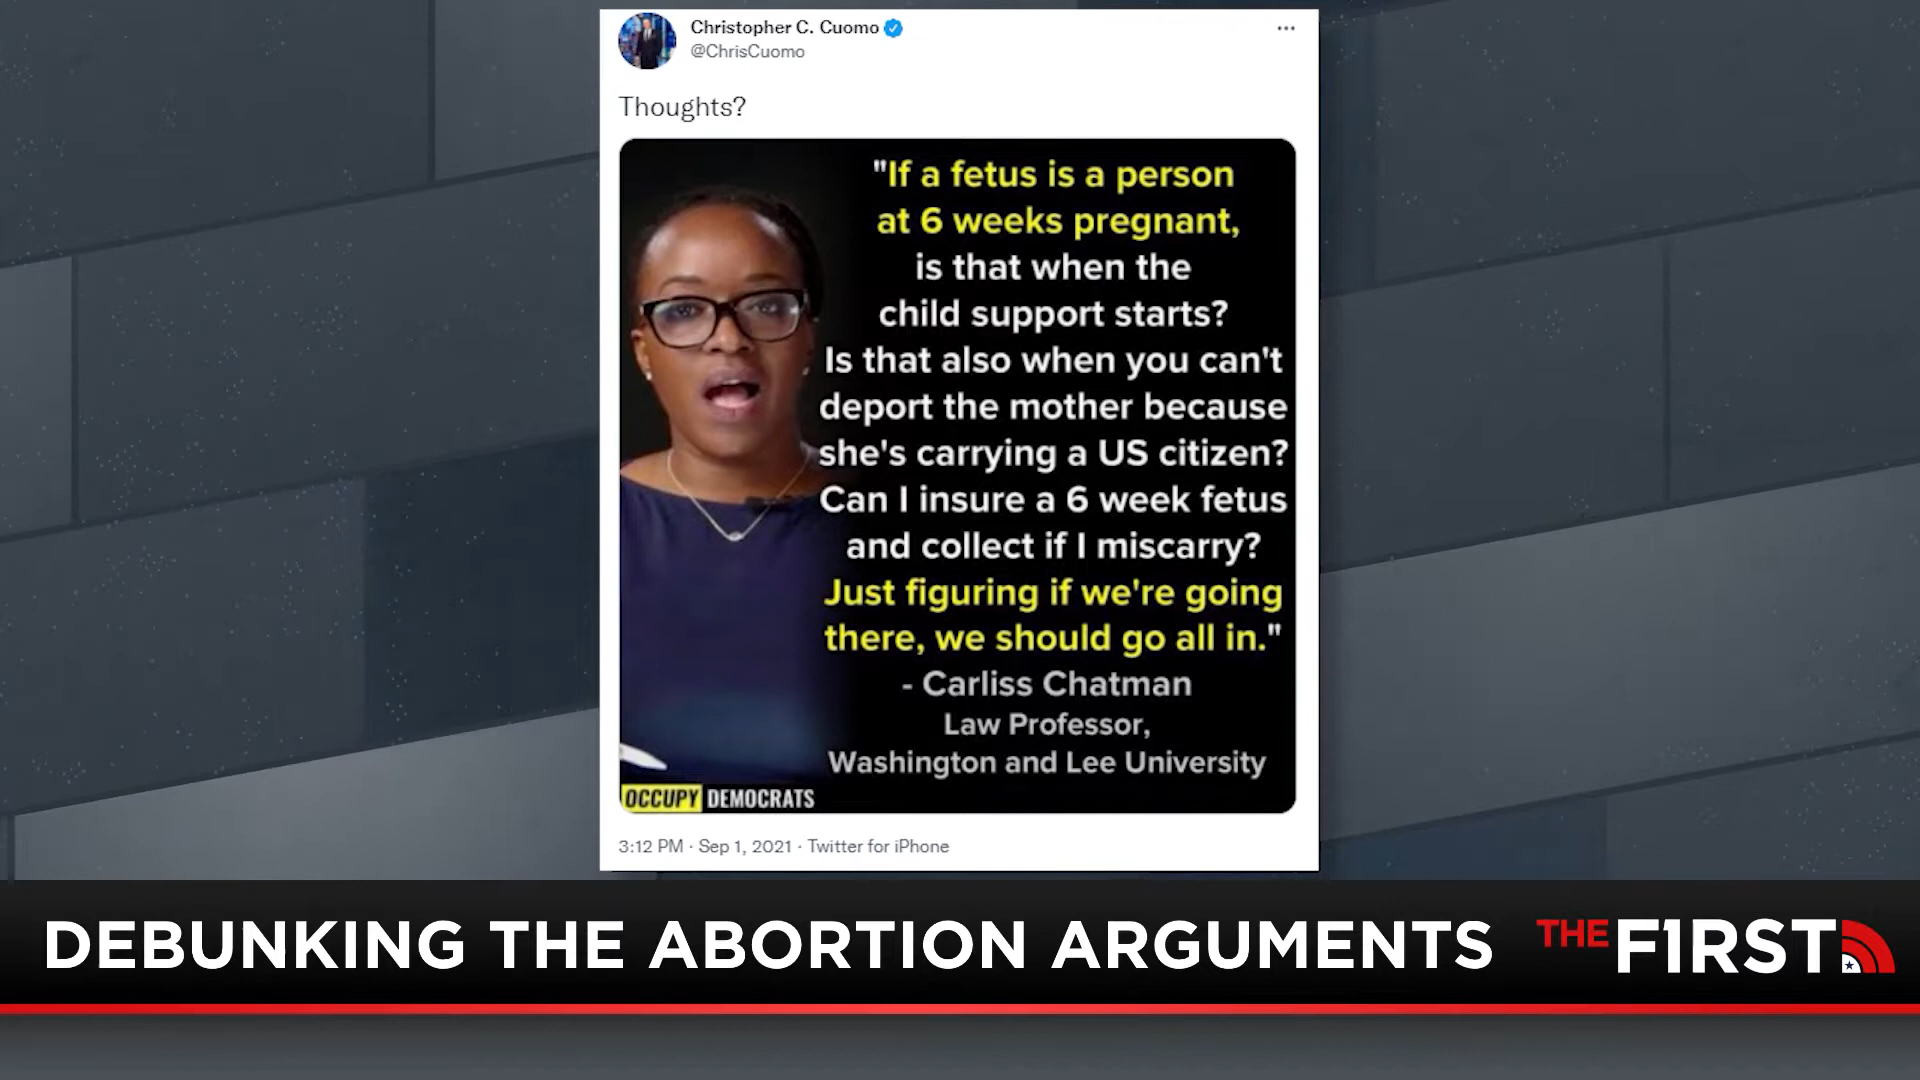 Christopher C. Cuomo
@ChrisCuomo
Thoughts?
"If a fetus is a person
at 6 weeks pregnant,
is that when the
child support starts?
Is that also when you can't
deport the mother because
she's carrying a US citizen?
Can I insure a 6 week fetus
and collect if I miscarry?
Just figuring if we're going
there, we should go all in."
- Carliss Chatman
Law Professor,
Washington and Lee University
OCCUPY DEMOCRATS
3:12 PM · Sep 1, 2021 · Twitter for iPhone
DEBUNKING THE ABORTION ARGUMENTS
THE F1RST